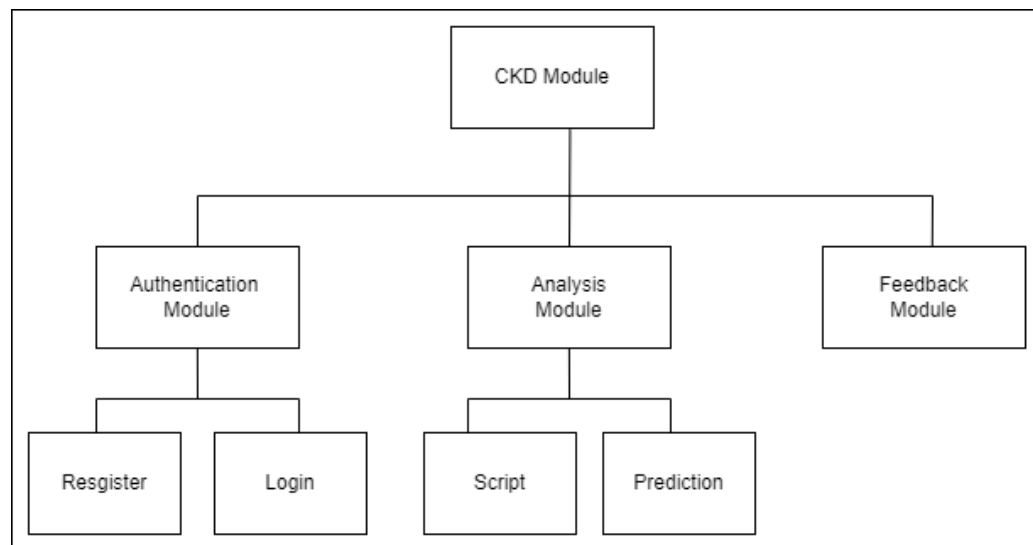 CKD Module
Authentication
Module
Analysis
Module
Feedback
Module
Resgister
Login
Script
Prediction